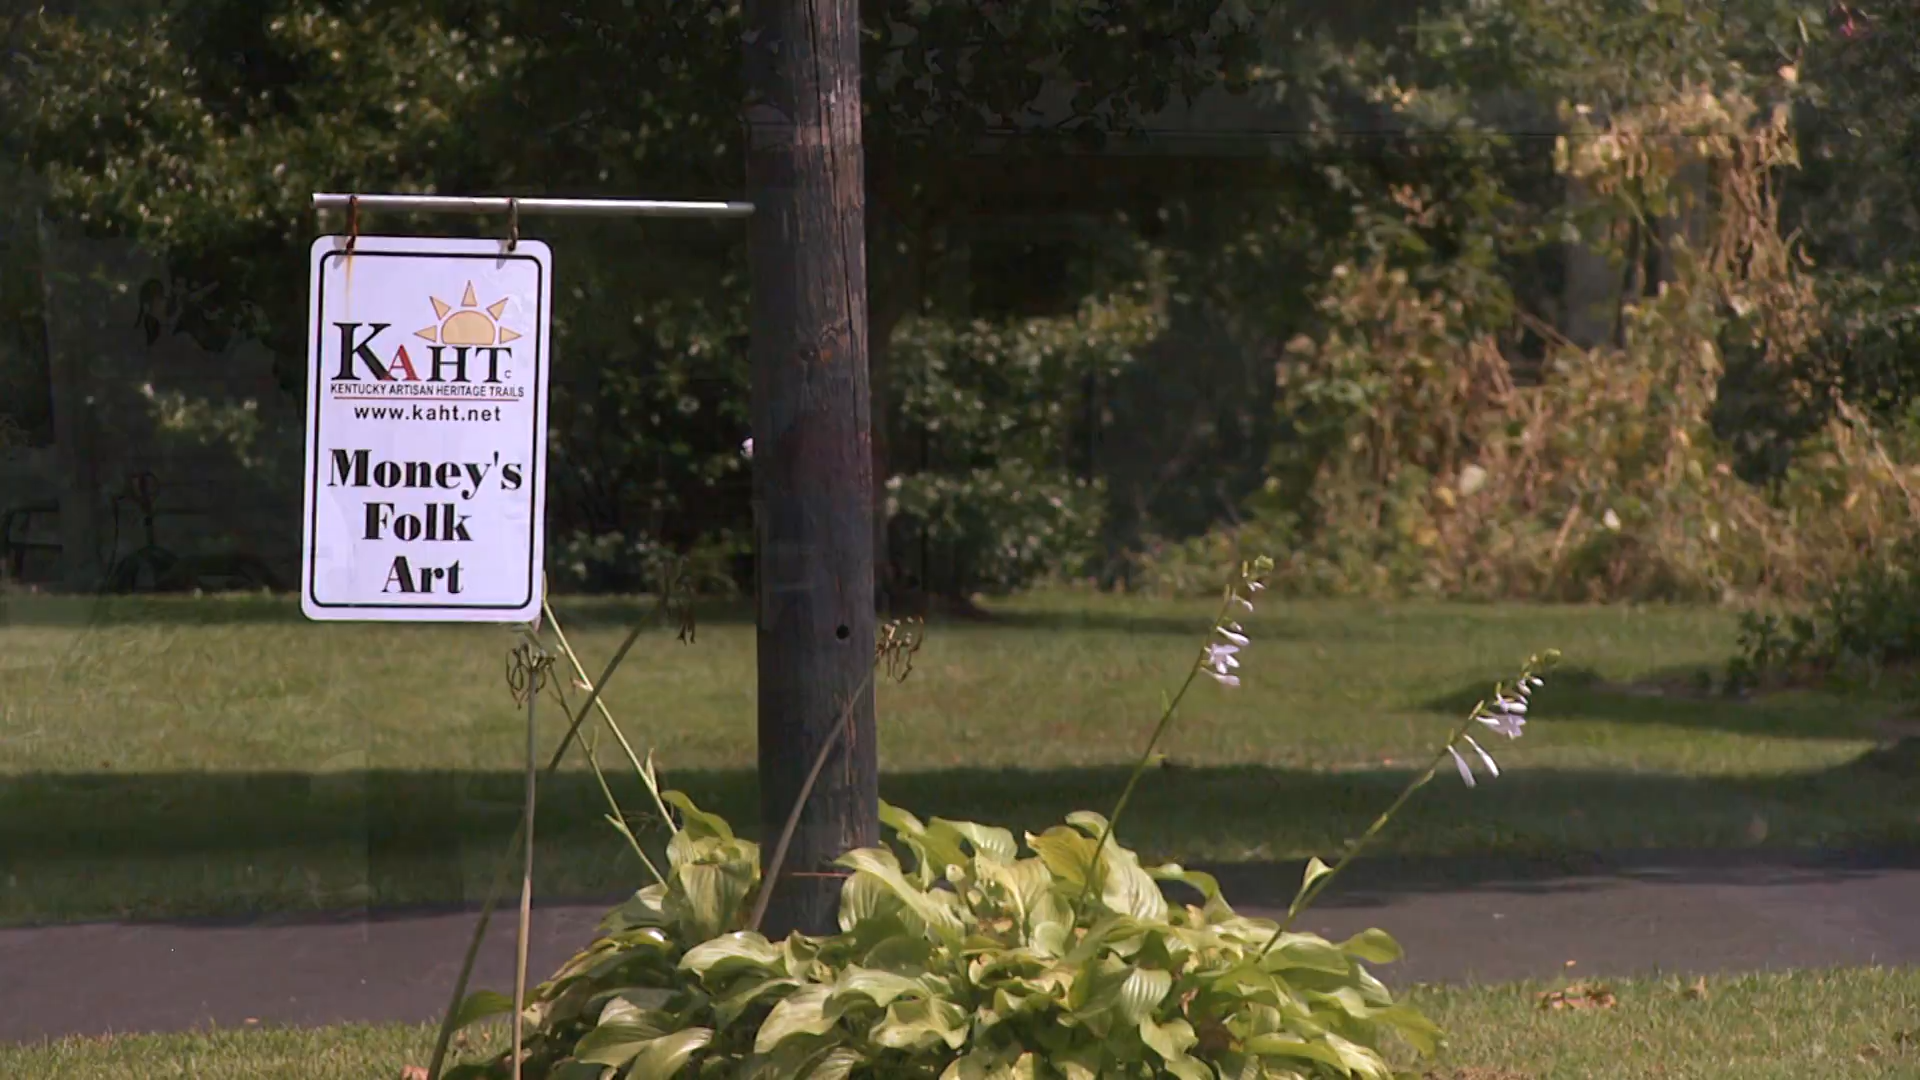 KAHT
KENTUCKY ARTISAN HERITAGE TRAILS
www.kaht.net
Money's
Folk
Art